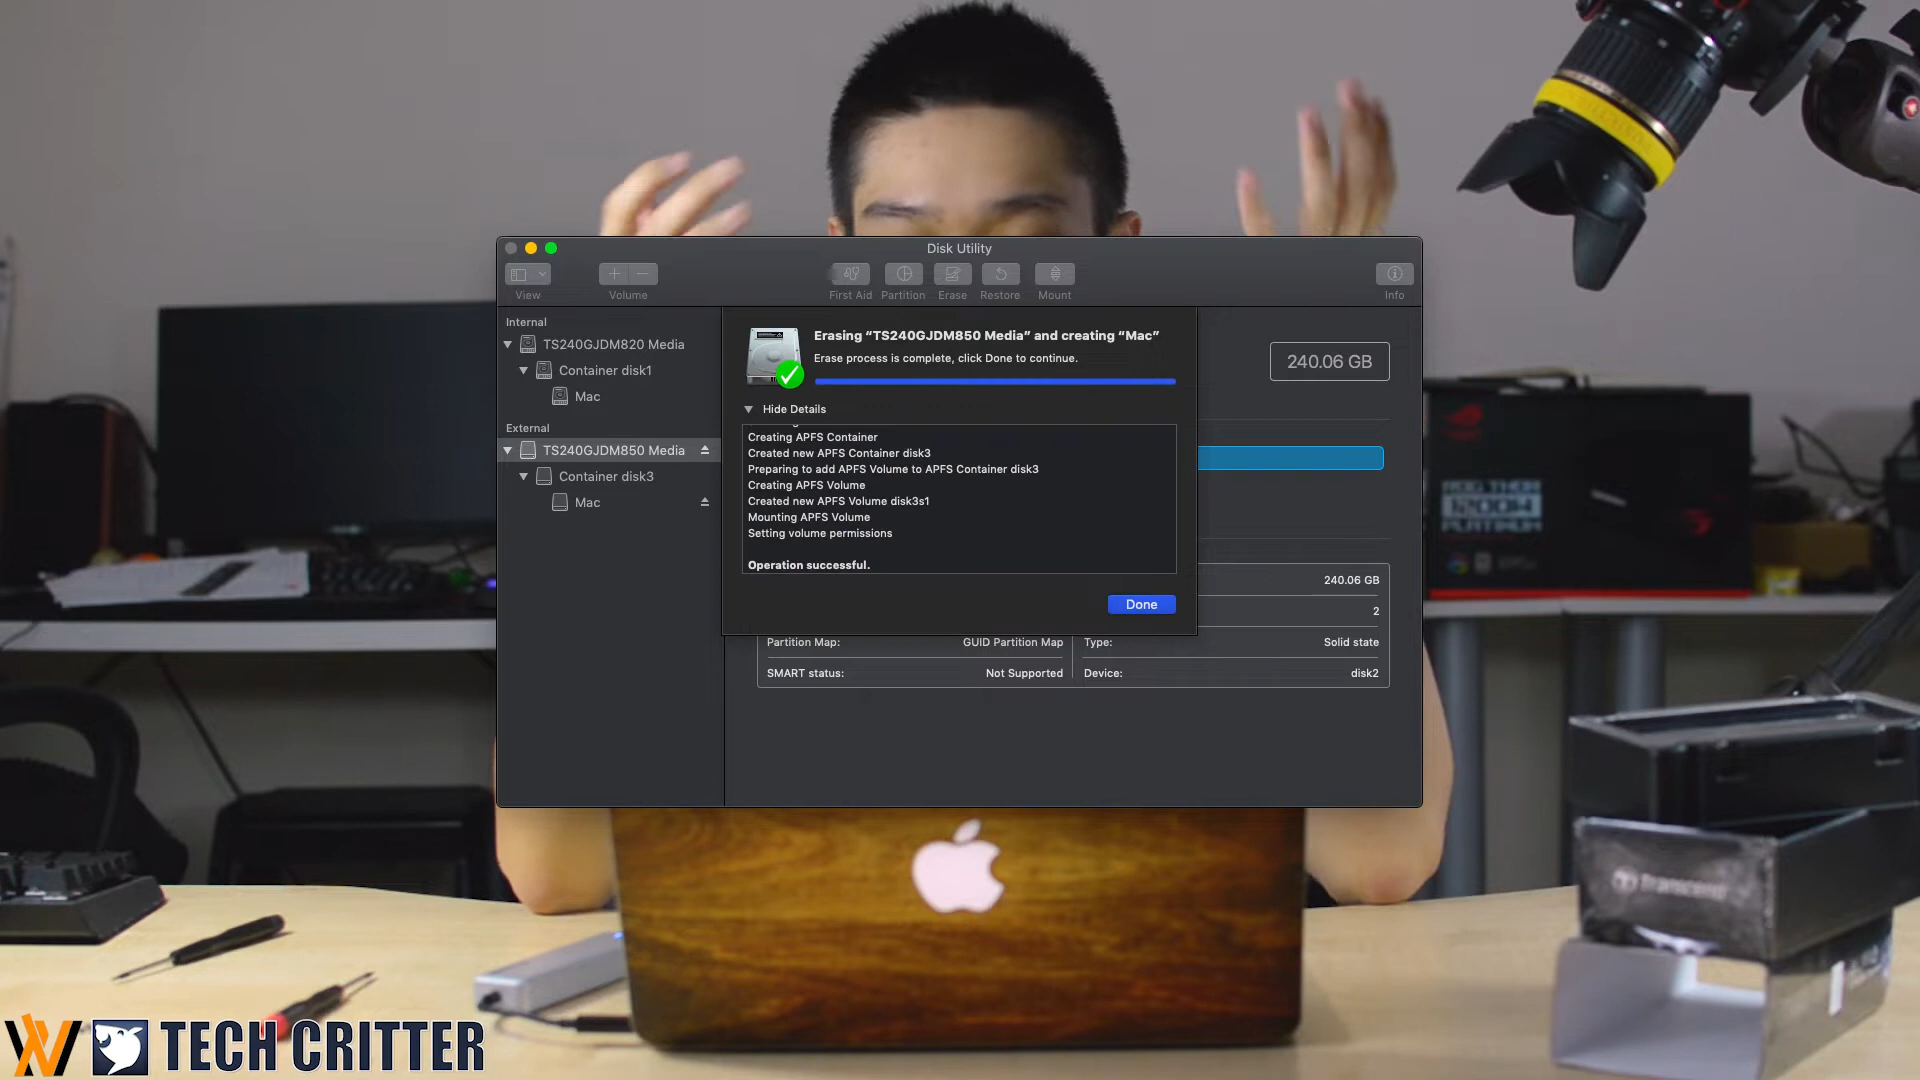 Disk Utility
View
Volume
First Aid
Partition
Erase
Restore
Mount
Info
Internal
TS240GJDM820 Media
Container disk1
Mac
External
TS240GJDM850 Media
Container disk3
Mac
Erasing “TS240GJDM850 Media” and creating “Mac”
Erase process is complete, click Done to continue.
Hide Details
Creating APFS Container
Created new APFS Container disk3
Preparing to add APFS Volume to APFS Container disk3
Creating APFS Volume
Created new APFS Volume disk3s1
Mounting APFS Volume
Setting volume permissions
Operation successful.
Done
240.06 GB
240.06 GB
2
Partition Map: GUID Partition Map
Type: Solid state
SMART status: Not Supported
Device: disk2
ROG THOR
1200W
PLATINUM
Transcend
TECH CRITTER